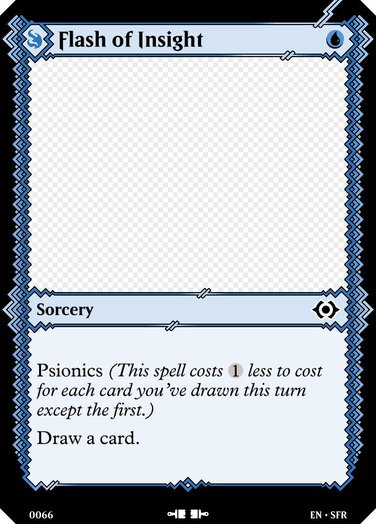 Flash of Insight
Sorcery
Psionics (This spell costs 1 less to cost
for each card you've drawn this turn
except the first.)
Draw a card.
0066
EN • SFR